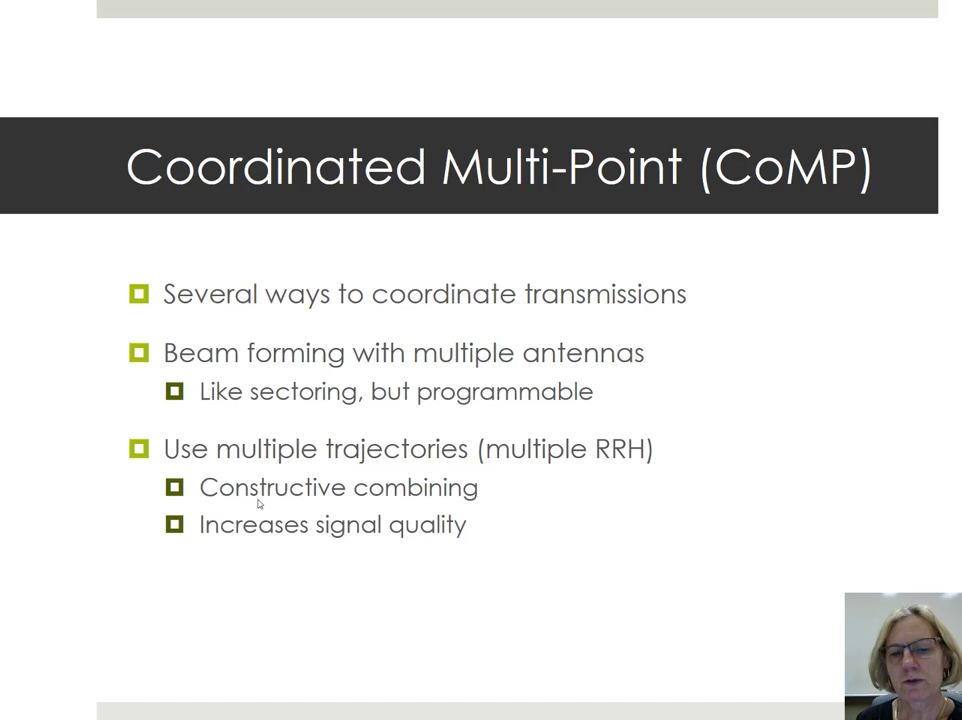 Coordinated Multi-Point (CoMP)
Several ways to coordinate transmissions
Beam forming with multiple antennas
Like sectoring, but programmable
Use multiple trajectories (multiple RRH)
Constructive combining
Increases signal quality